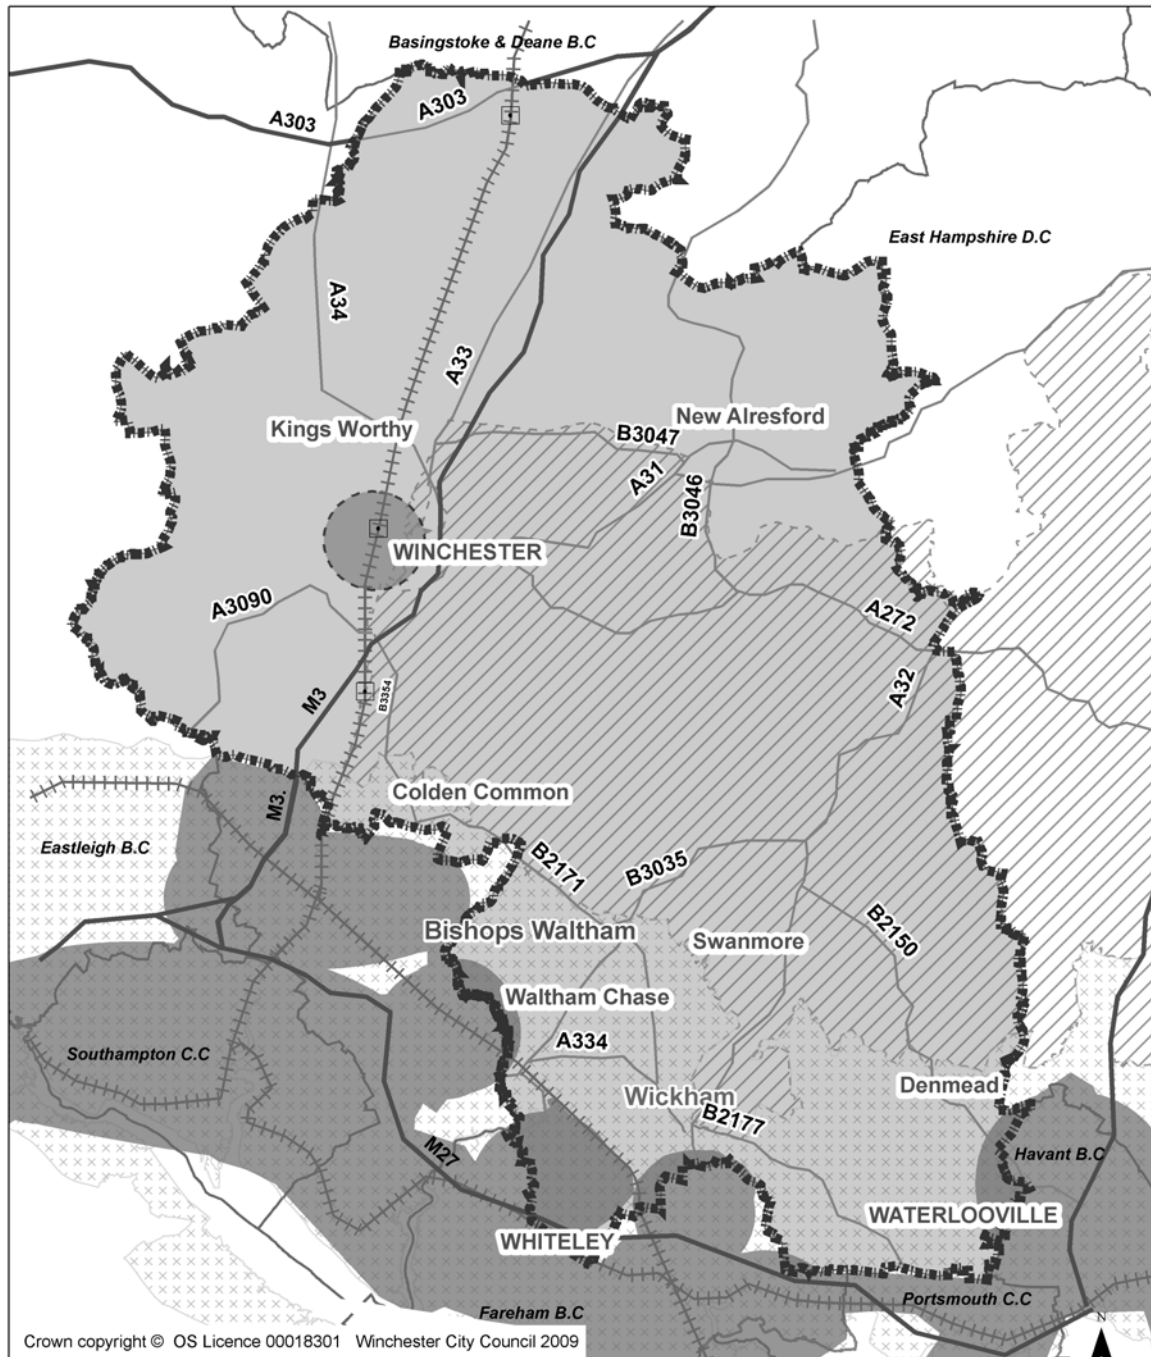 Basingstoke & Deane B.C
A303
A303
East Hampshire D.C
A34
A33
Kings Worthy
New Alresford
B3047
A31
B3046
WINCHESTER
A3090
A272
A32
B3354
M3
Colden Common
M3.
Eastleigh B.C
B2171
B3035
B2150
Bishops Waltham
Swanmore
Waltham Chase
A334
Southampton C.C
Denmead
Wickham
B2177
M27
Havant B.C
WATERLOOVILLE
WHITELEY
Portsmouth C.C
Fareham B.C
N
Crown copyright © OS Licence 00018301 Winchester City Council 2009